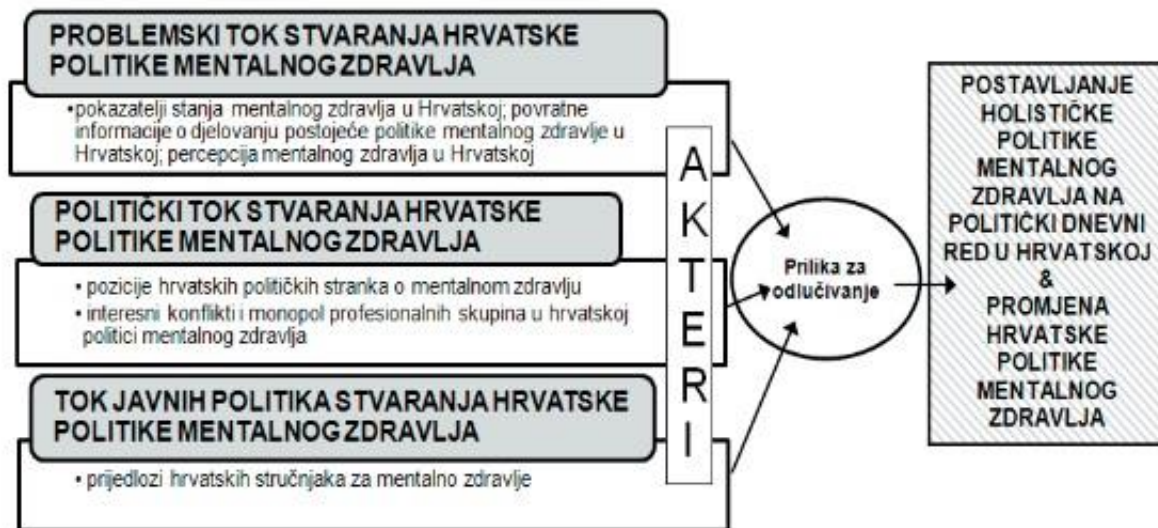 PROBLEMSKI TOK STVARANJA HRVATSKE
POLITIKE MENTALNOG ZDRAVLJA
•pokazatelji stanja mentalnog zdravlja u Hrvatskoj; povratne
informacije o djelovanju postojeće politike mentalnog zdravlje u
Hrvatskoj; percepcija mentalnog zdravlja u Hrvatskoj
POLITIČKI TOK STVARANJA HRVATSKE
POLITIKE MENTALNOG ZDRAVLJA
• pozicije hrvatskih političkih stranka o mentalnom zdravlju
• interesni konflikti i monopol profesionalnih skupina u hrvatskoj
politici mentalnog zdravlja
TOK JAVNIH POLITIKA STVARANJA HRVATSKE
POLITIKE MENTALNOG ZDRAVLJA
• prijedlozi hrvatskih stručnjaka za mentalno zdravlje
A
K
T
E
R
I
Prilika za
odlučivanje
POSTAVLJANJE
HOLISTIČKE
POLITIKE
MENTALNOG
ZDRAVLJA NA
POLITIČKI DNEVNI
RED U HRVATSKOJ
&
PROMJENA
HRVATSKE
POLITIKE
MENTALNOG
ZDRAVLJA